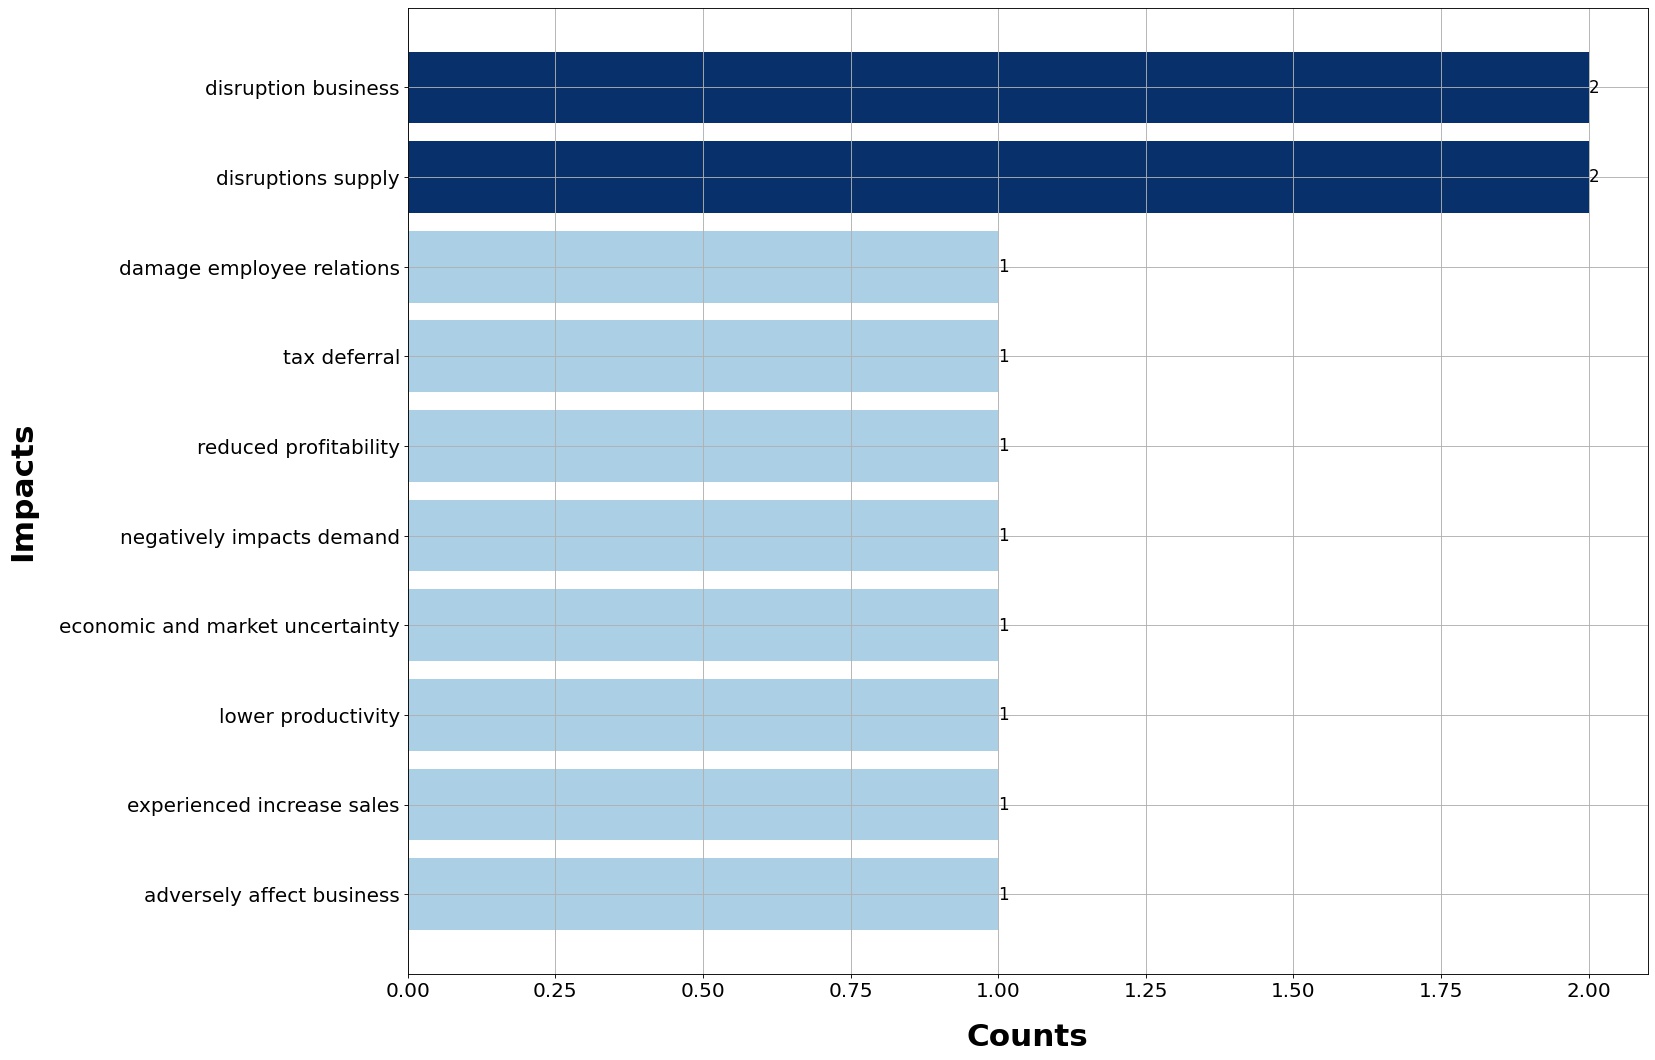 disruption business
2
disruptions supply
2
damage employee relations
1
tax deferral
1
reduced profitability
1
negatively impacts demand
1
economic and market uncertainty
1
lower productivity
1
experienced increase sales
1
adversely affect business
1
Impacts
0.00 0.25 0.50 0.75 1.00 1.25 1.50 1.75 2.00
Counts